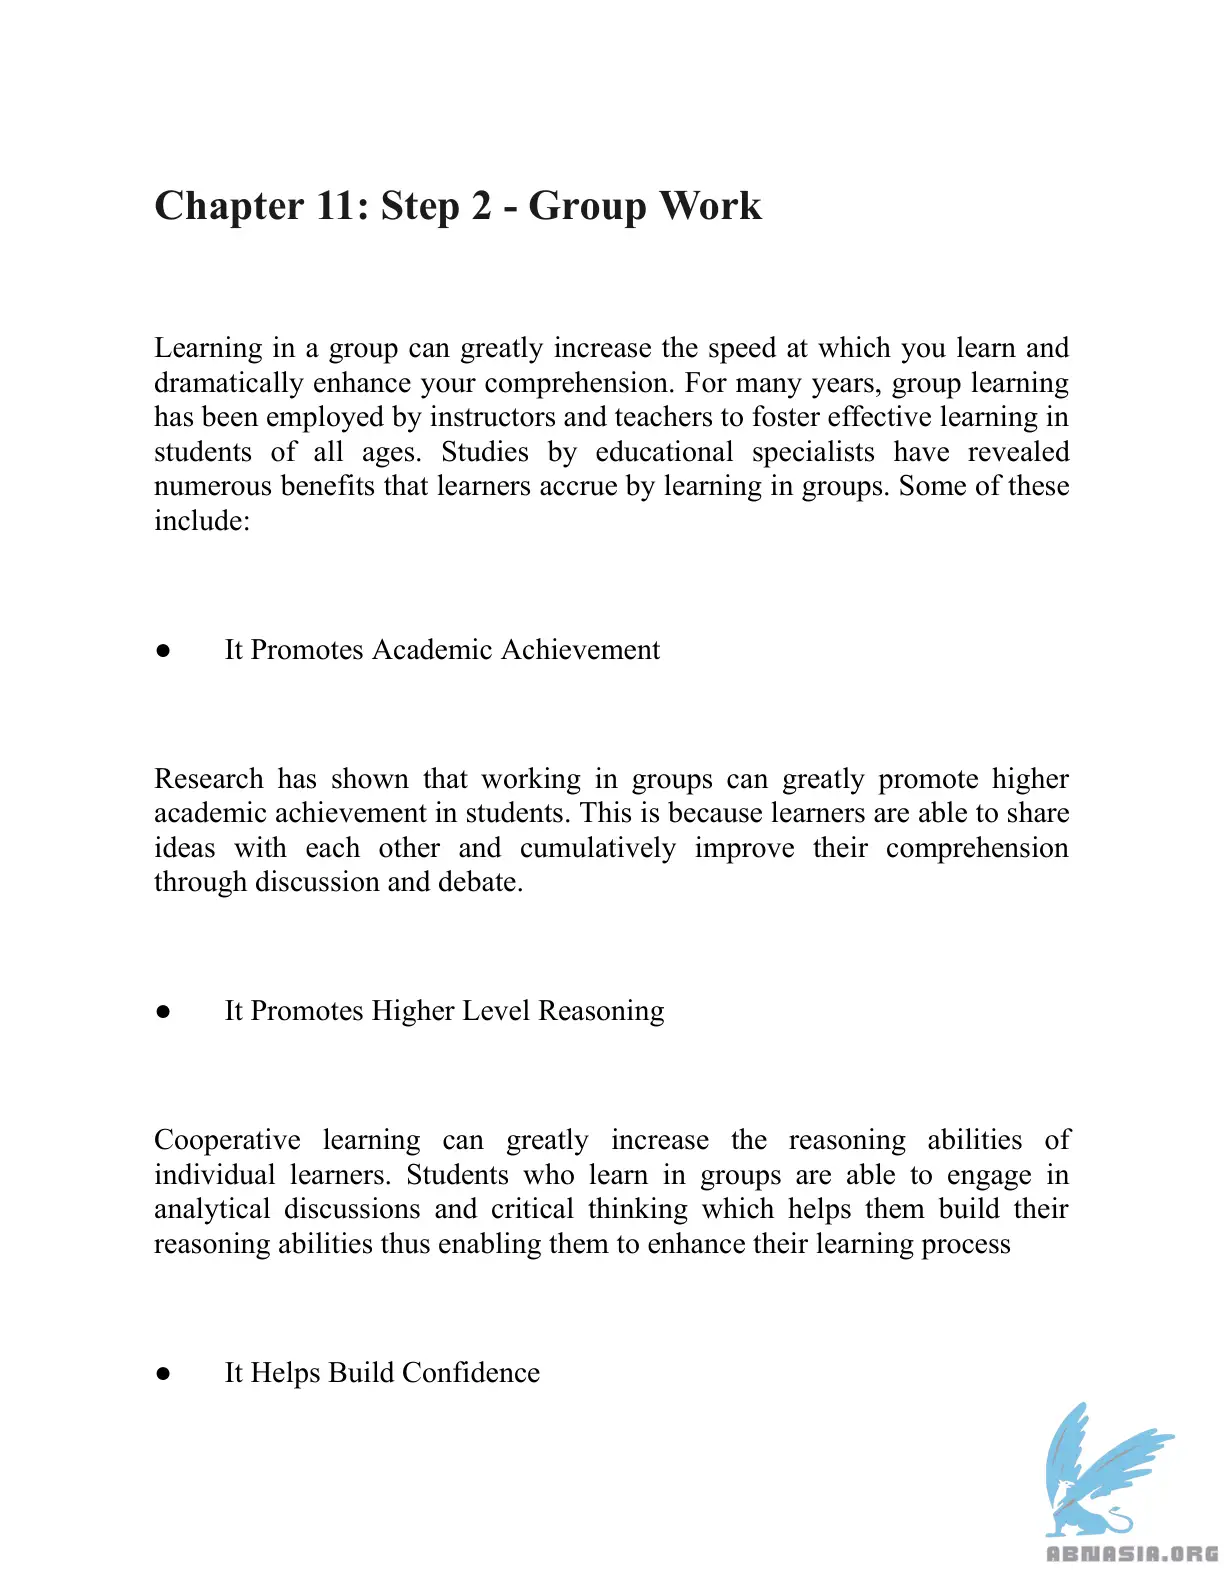 Chapter 11: Step 2 - Group Work
Learning in a group can greatly increase the speed at which you learn and
dramatically enhance your comprehension. For many years, group learning
has been employed by instructors and teachers to foster effective learning in
students of all ages. Studies by educational specialists have revealed
numerous benefits that learners accrue by learning in groups. Some of these
include:
● It Promotes Academic Achievement
Research has shown that working in groups can greatly promote higher
academic achievement in students. This is because learners are able to share
ideas with each other and cumulatively improve their comprehension
through discussion and debate.
● It Promotes Higher Level Reasoning
Cooperative learning can greatly increase the reasoning abilities of
individual learners. Students who learn in groups are able to engage in
analytical discussions and critical thinking which helps them build their
reasoning abilities thus enabling them to enhance their learning process
● It Helps Build Confidence
ABNASIA.ORG